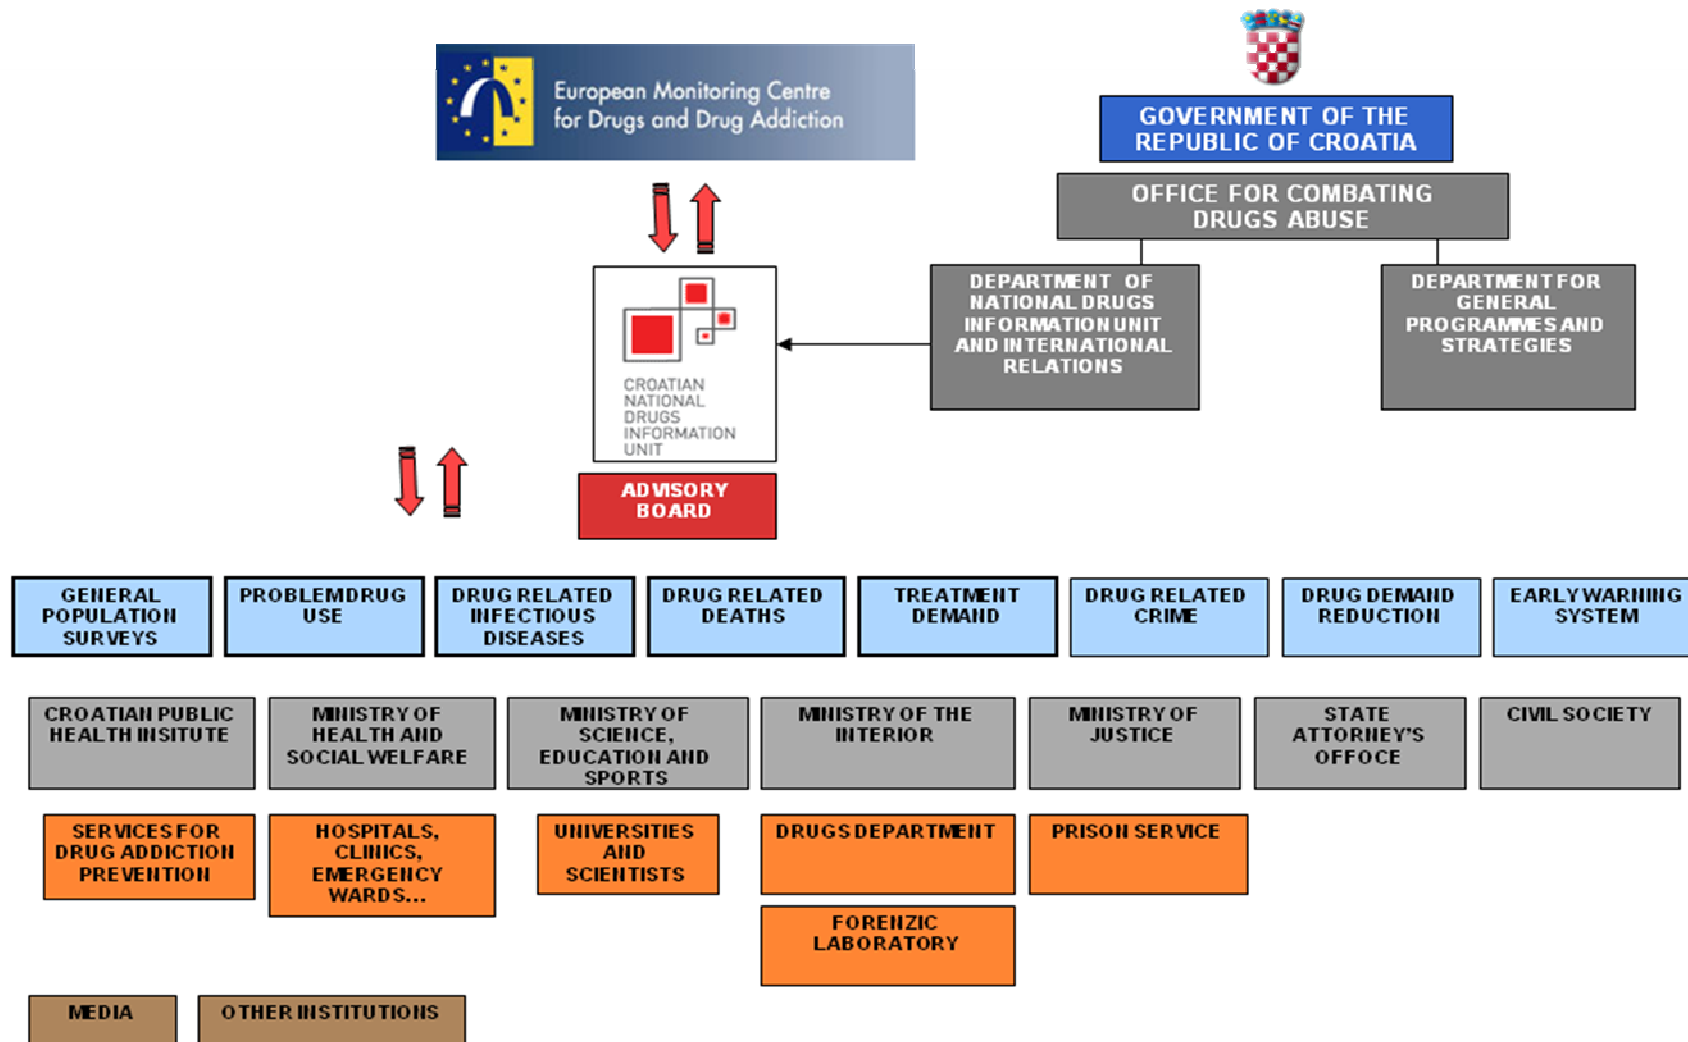 European Monitoring Centre
for Drugs and Drug Addiction
GOVERNMENT OF THE
REPUBLIC OF CROATIA
OFFICE FOR COMBATING
DRUGS ABUSE
DEPARTMENT OF
NATIONAL DRUGS
INFORMATION UNIT
AND INTERNATIONAL
RELATIONS
DEPARTMENT FOR
GENERAL
PROGRAMMES AND
STRATEGIES
CROATIAN
NATIONAL
DRUGS
INFORMATION
UNIT
ADVISORY
BOARD
GENERAL
POPULATION
SURVEYS
PROBLEM DRUG
USE
DRUG RELATED
INFECTIOUS
DISEASES
DRUG RELATED
DEATHS
TREATMENT
DEMAND
DRUG RELATED
CRIME
DRUG DEMAND
REDUCTION
EARLY WARNING
SYSTEM
CROATIAN PUBLIC
HEALTH INSITUTE
MINISTRY OF
HEALTH AND
SOCIAL WELFARE
MINISTRY OF
SCIENCE,
EDUCATION AND
SPORTS
MINISTRY OF THE
INTERIOR
MINISTRY OF
JUSTICE
STATE
ATTORNEY'S
OFFOCE
CIVIL SOCIETY
SERVICES FOR
DRUG ADDICTION
PREVENTION
HOSPITALS,
CLINICS,
EMERGENCY
WARDS...
UNIVERSITIES
AND
SCIENTISTS
DRUGS DEPARTMENT
PRISON SERVICE
FORENZIC
LABORATORY
MEDIA
OTHER INSTITUTIONS